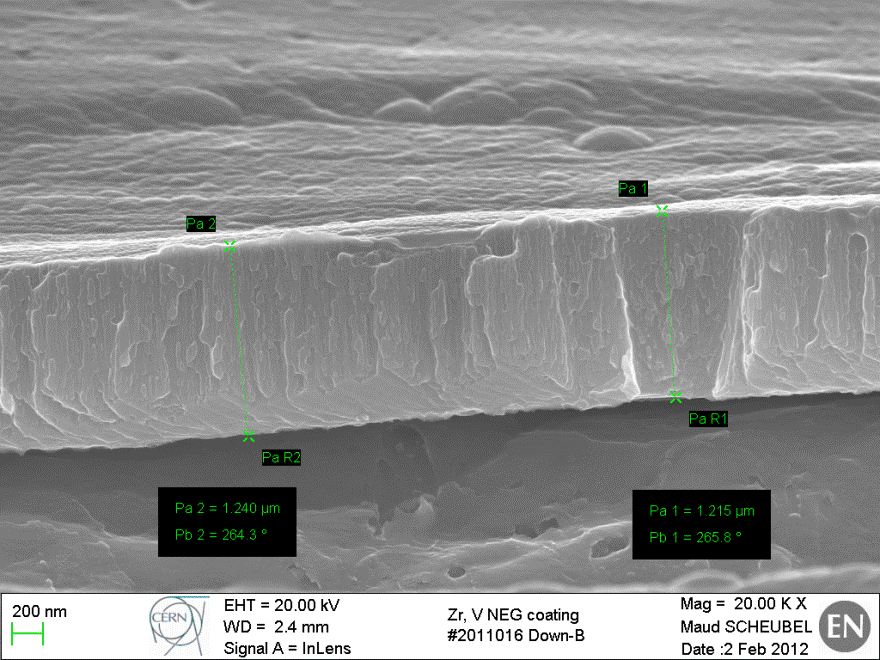 Pa 1
Pa 2
Pa R1
Pa R2
Pa 2 = 1.240 µm
Pb 2 = 264.3 °
Pa 1 = 1.215 µm
Pb 1 = 265.8 °
200 nm
CERN
EHT = 20.00 kV
WD = 2.4 mm
Signal A = InLens
Zr, V NEG coating
#2011016 Down-B
Mag = 20.00 K X
Maud SCHEUBEL
Date :2 Feb 2012
EN